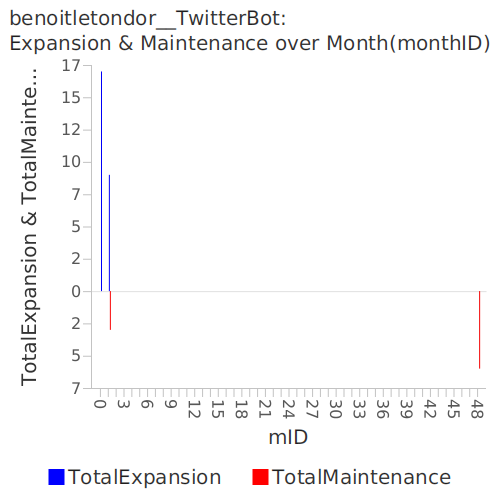 benoitletondor__TwitterBot:
Expansion & Maintenance over Month(monthID)
TotalExpansion & TotalMainte...
17
15
12
10
7
5
2
0
2
5
7
0 3 6 9 12 15 18 21 24 27 30 33 36 39 42 45 48
mID
TotalExpansion TotalMaintenance